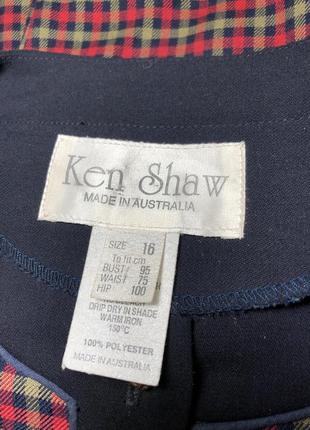 Ken Shaw
MADE IN AUSTRALIA
SIZE 16
To fit cm
BUST 95
WAIST 75
HIP 100
DRIP DRY IN SHADE
WARM IRON
150°C
100% POLYESTER
MADE IN AUSTRALIA